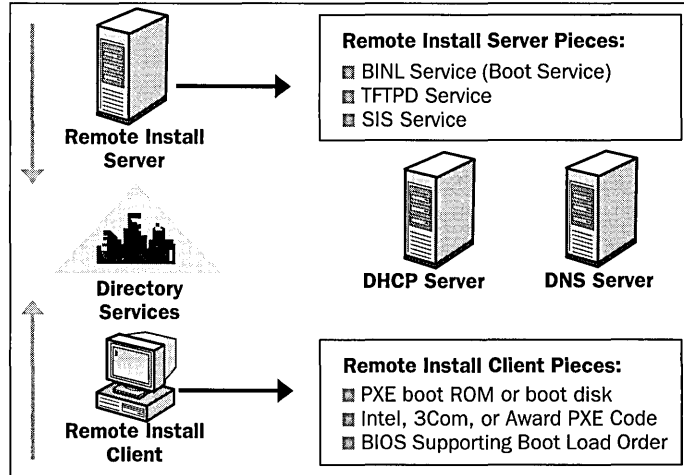 Remote Install Server Pieces:
BINL Service (Boot Service)
TFTPD Service
SIS Service
Remote Install
Server
DHCP Server
DNS Server
Directory
Services
Remote Install Client Pieces:
PXE boot ROM or boot disk
Intel, 3Com, or Award PXE Code
BIOS Supporting Boot Load Order
Remote Install
Client